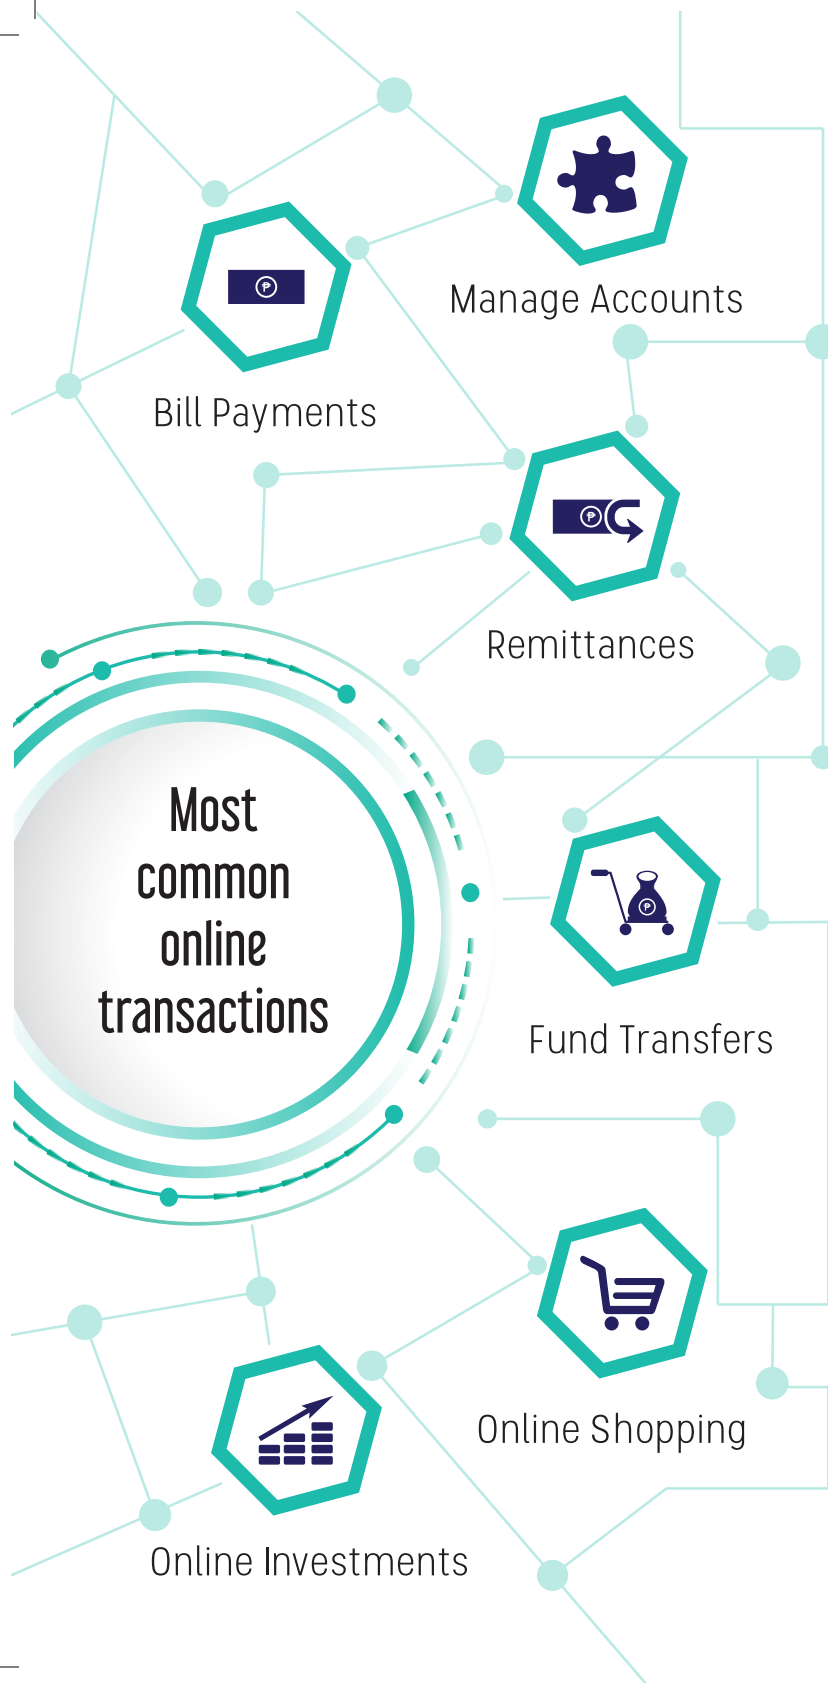 Manage Accounts
₱
Bill Payments
₱
Remittances
Most
common
online
transactions
₱
Fund Transfers
Online Shopping
Online Investments